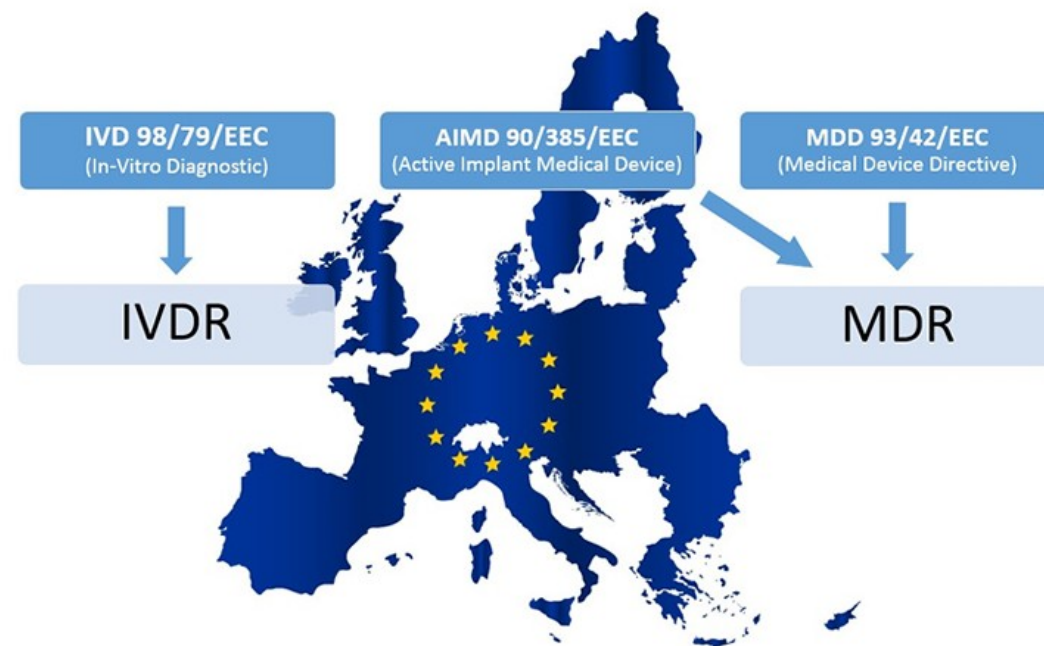 IVD 98/79/EEC
(In-Vitro Diagnostic)
AIMD 90/385/EEC
(Active Implant Medical Device)
MDD 93/42/EEC
(Medical Device Directive)
IVDR
MDR